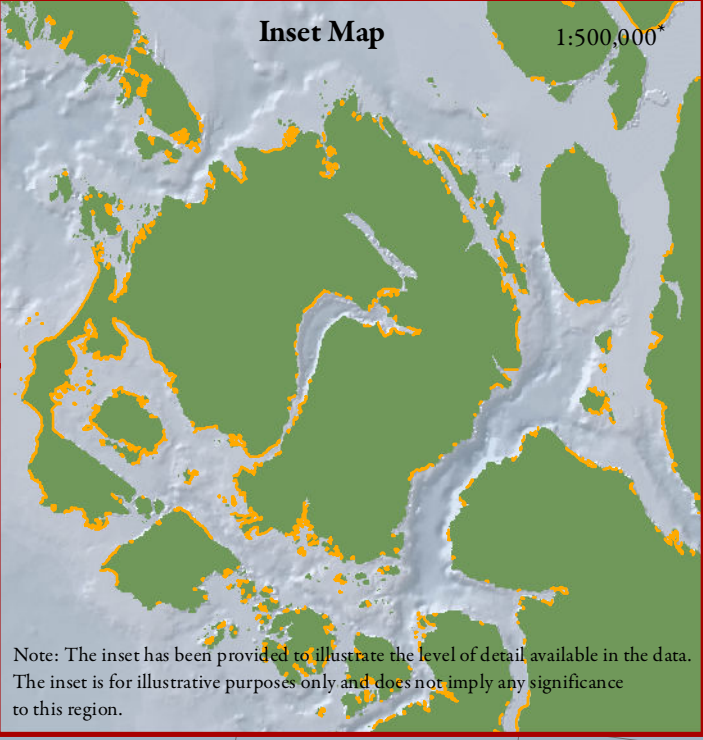 Inset Map
1:500,000*
Note: The inset has been provided to illustrate the level of detail available in the data.
The inset is for illustrative purposes only and does not imply any significance
to this region.